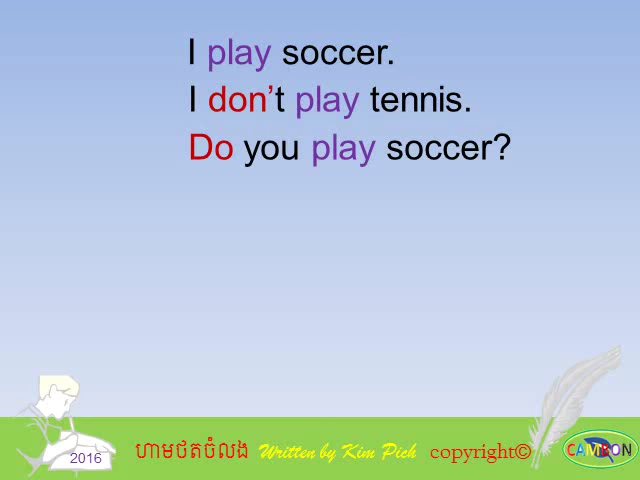 I play soccer.
I don't play tennis.
Do you play soccer?
2016
ហាមថតចំលង Written by Kim Pich copyright©
CAMBON